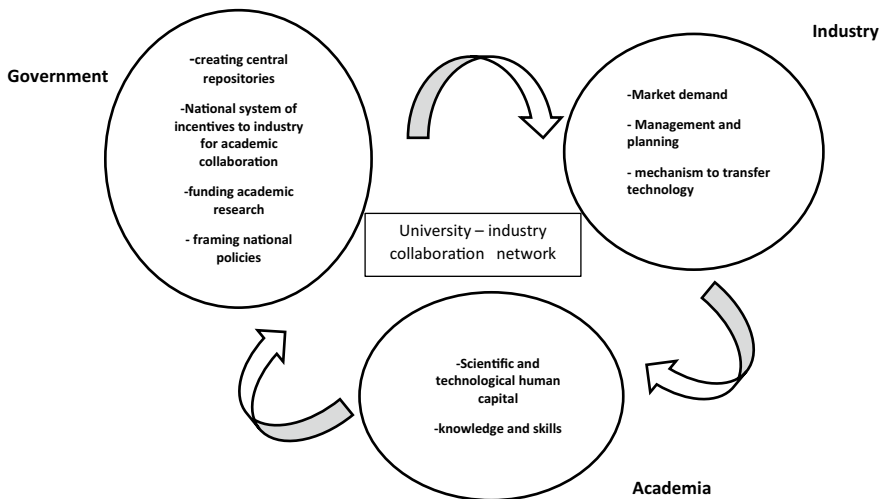 Government
-creating central
repositories
-National system of
incentives to industry
for academic
collaboration
-funding academic
research
- framing national
policies
Industry
-Market demand
- Management and
planning
- mechanism to transfer
technology
University – industry
collaboration network
-Scientific and
technological human
capital
-knowledge and skills
Academia